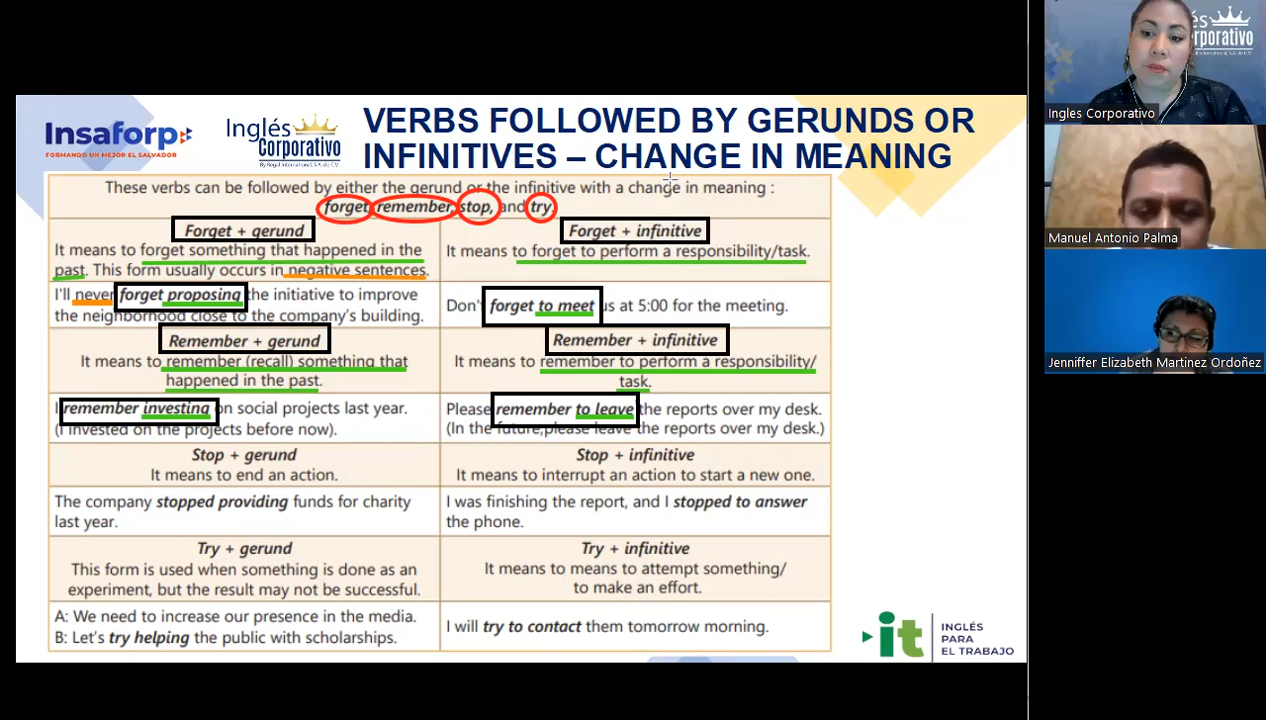 Insaforp
FORMANDO UN MEJOR EL SALVADOR
Inglés
Corporativo
By Regal International, S.A. de C.V.
VERBS FOLLOWED BY GERUNDS OR
INFINITIVES – CHANGE IN MEANING
These verbs can be followed by either the gerund or the infinitive with a change in meaning :
forget, remember, stop, and try
Forget + gerund
It means to forget something that happened in the
past. This form usually occurs in negative sentences.
Forget + infinitive
It means to forget to perform a responsibility/task.
I'll never forget proposing the initiative to improve
the neighborhood close to the company's building.
Don't forget to meet us at 5:00 for the meeting.
Remember + gerund
It means to remember (recall) something that
happened in the past.
Remember + infinitive
It means to remember to perform a responsibility/
task.
I remember investing on social projects last year.
(I invested on the projects before now).
Please remember to leave the reports over my desk.
(In the future,please leave the reports over my desk.)
Stop + gerund
It means to end an action.
Stop + infinitive
It means to interrupt an action to start a new one.
The company stopped providing funds for charity
last year.
I was finishing the report, and I stopped to answer
the phone.
Try + gerund
This form is used when something is done as an
experiment, but the result may not be successful.
Try + infinitive
It means to means to attempt something/
to make an effort.
A: We need to increase our presence in the media.
B: Let's try helping the public with scholarships.
I will try to contact them tomorrow morning.
it
INGLÉS
PARA
EL TRABAJO
és
rporativo
Ingles Corporativo
Manuel Antonio Palma
Jenniffer Elizabeth Martinez Ordoñez